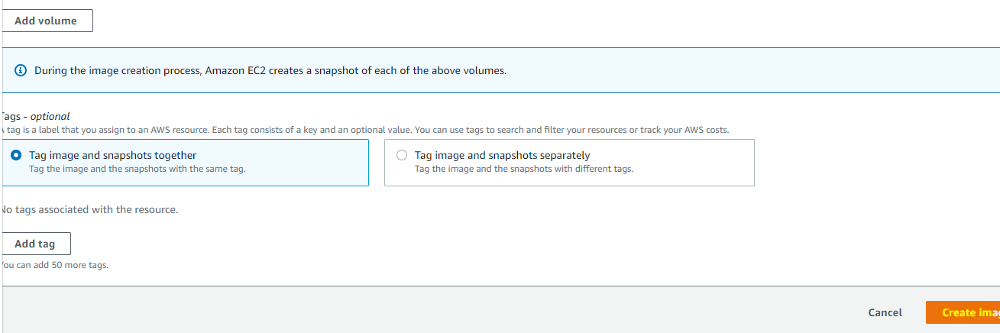 Add volume
During the image creation process, Amazon EC2 creates a snapshot of each of the above volumes.
Tags - optional
A tag is a label that you assign to an AWS resource. Each tag consists of a key and an optional value. You can use tags to search and filter your resources or track your AWS costs.
Tag image and snapshots together
Tag the image and the snapshots with the same tag.
Tag image and snapshots separately
Tag the image and the snapshots with different tags.
No tags associated with the resource.
Add tag
You can add 50 more tags.
Cancel
Create imag